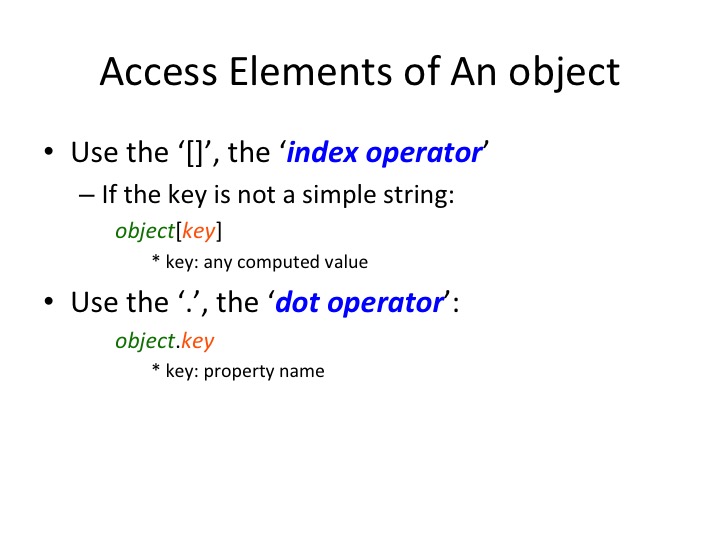 Access Elements of An object
• Use the ‘[]’, the ‘index operator’
– If the key is not a simple string:
object[key]
* key: any computed value
• Use the ‘.’, the ‘dot operator’:
object.key
* key: property name